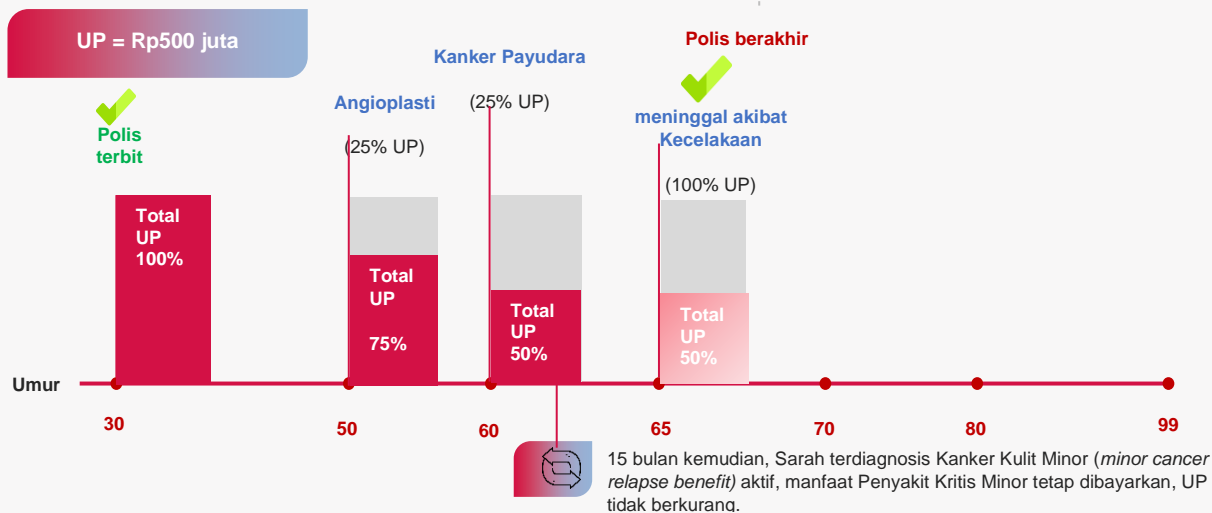 UP = Rp500 juta
Polis
terbit
Angioplasti
(25% UP)
Kanker Payudara
(25% UP)
Polis berakhir
meninggal akibat
Kecelakaan
(100% UP)
Total
UP
100%
Total
UP
75%
Total
UP
50%
Total
UP
50%
Umur
30
50
60
65
70
80
99
15 bulan kemudian, Sarah terdiagnosis Kanker Kulit Minor (minor cancer
relapse benefit) aktif, manfaat Penyakit Kritis Minor tetap dibayarkan, UP
tidak berkurang.